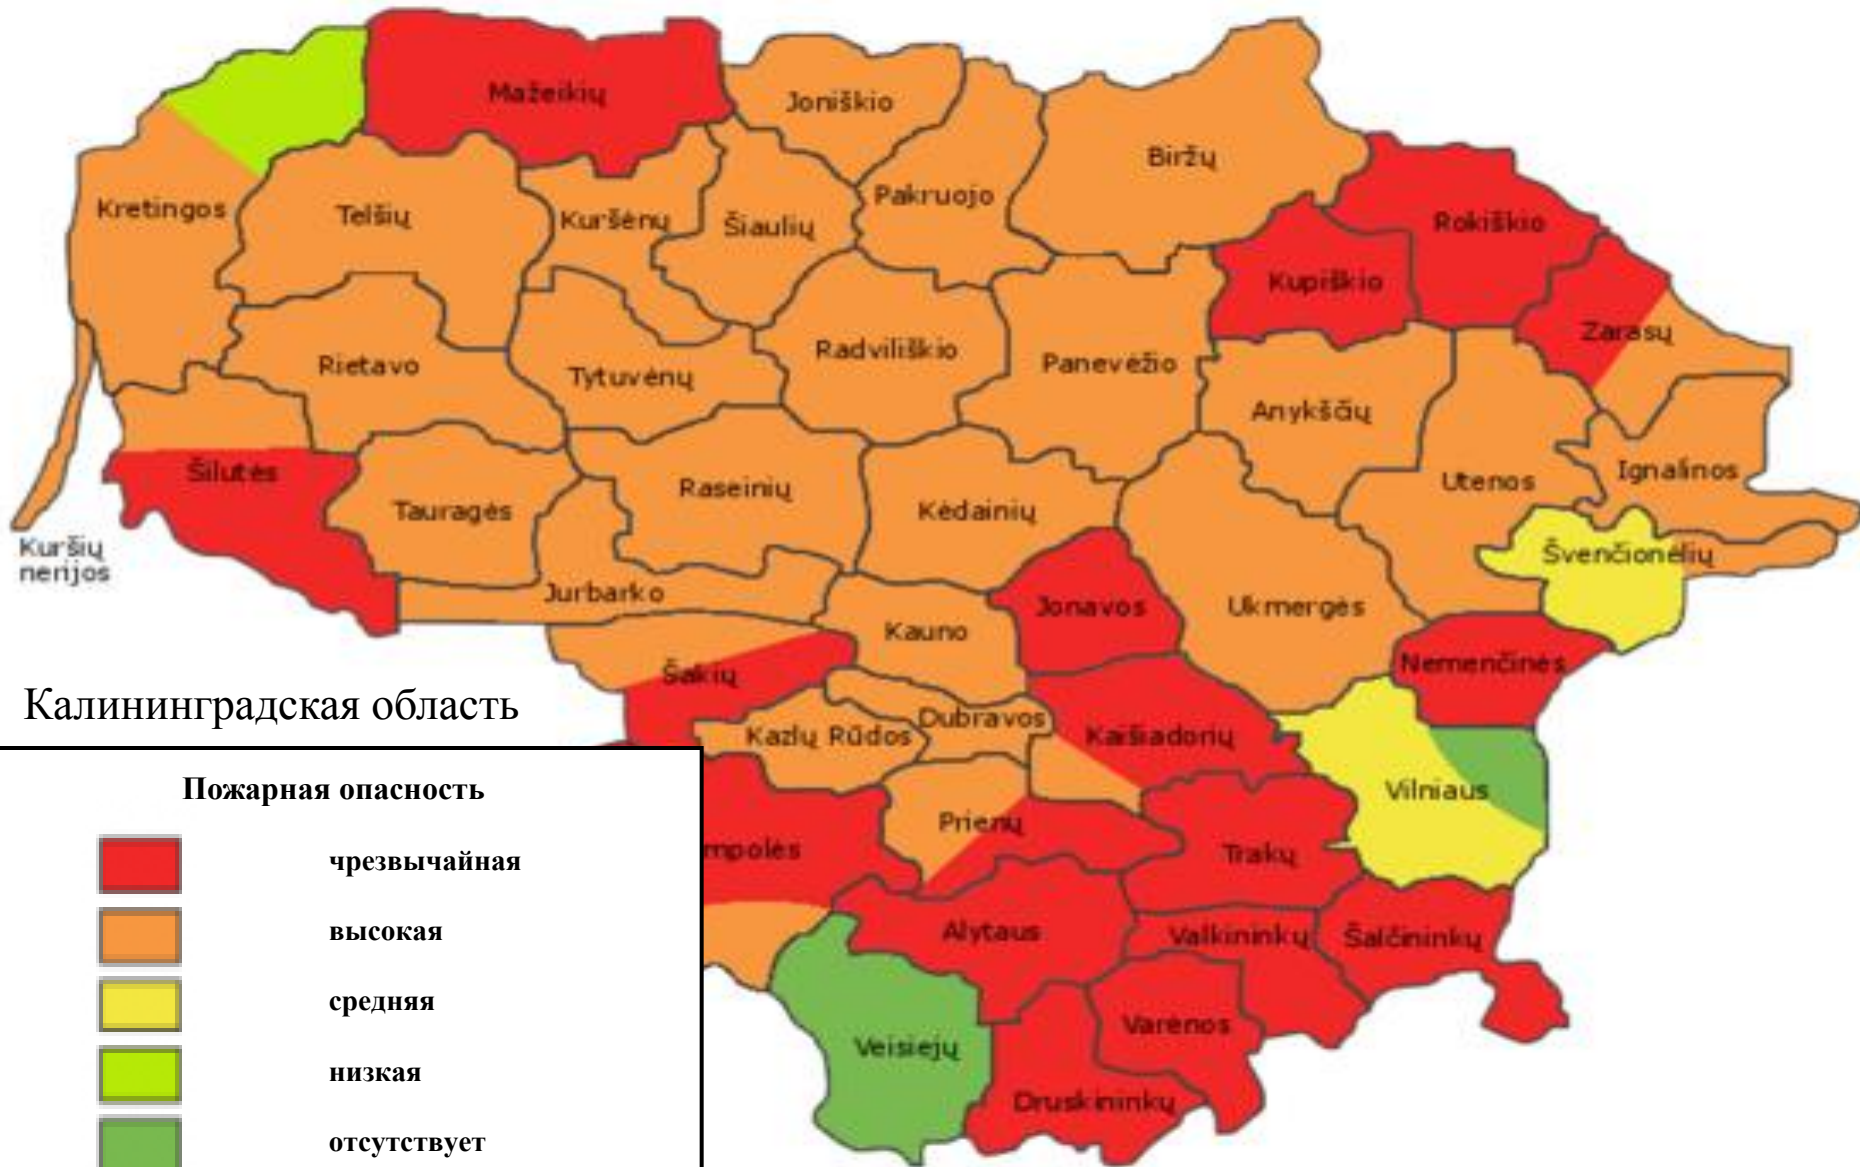 Mažeikių
Joniškio
Biržų
Kretingos
Telšių
Kuršėnų
Šiaulių
Pakruojo
Rokiškio
Kupiškio
Zarasų
Rietavo
Tytuvėnų
Radviliškio
Panevėžio
Anykščių
Šilutės
Tauragės
Raseinių
Kėdainių
Utenos
Ignalinos
Kuršių
nerijos
Švenčionėlių
Jurbarko
Kauno
Jonavos
Ukmergės
Šakių
Nemenčinės
Калининградская область
Kazlų Rūdos
Dubravos
Kaišiadorių
Vilniaus
Prienų
mpolės
Trakų
Alytaus
Valkininkų
Šalčininkų
Veisiejų
Varėnos
Druskininkų
Пожарная опасность
чрезвычайная
высокая
средняя
низкая
отсутствует